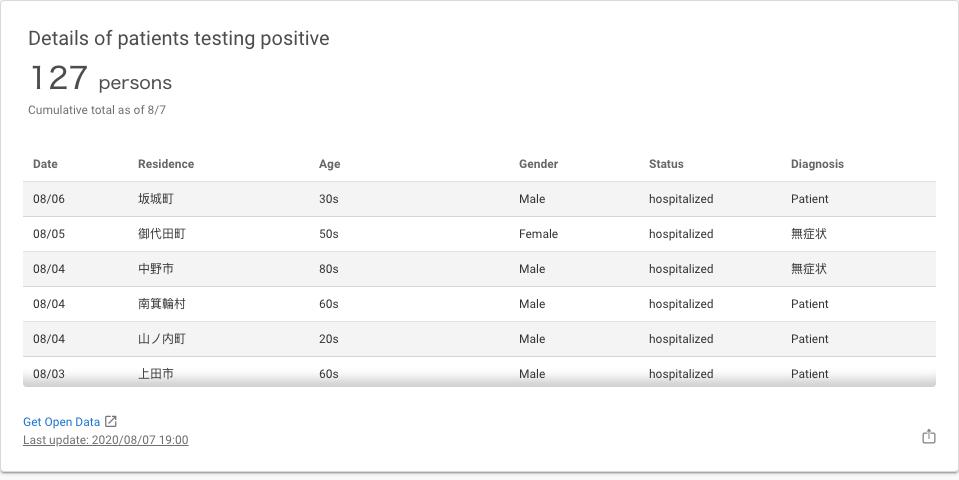 Details of patients testing positive
127 persons
Cumulative total as of 8/7
Date Residence Age Gender Status Diagnosis
08/06 坂城町 30s Male hospitalized Patient
08/05 御代田町 50s Female hospitalized 無症状
08/04 中野市 80s Male hospitalized 無症状
08/04 南箕輪村 60s Male hospitalized Patient
08/04 山ノ内町 20s Male hospitalized Patient
08/03 上田市 60s Male hospitalized Patient
Get Open Data
Last update: 2020/08/07 19:00